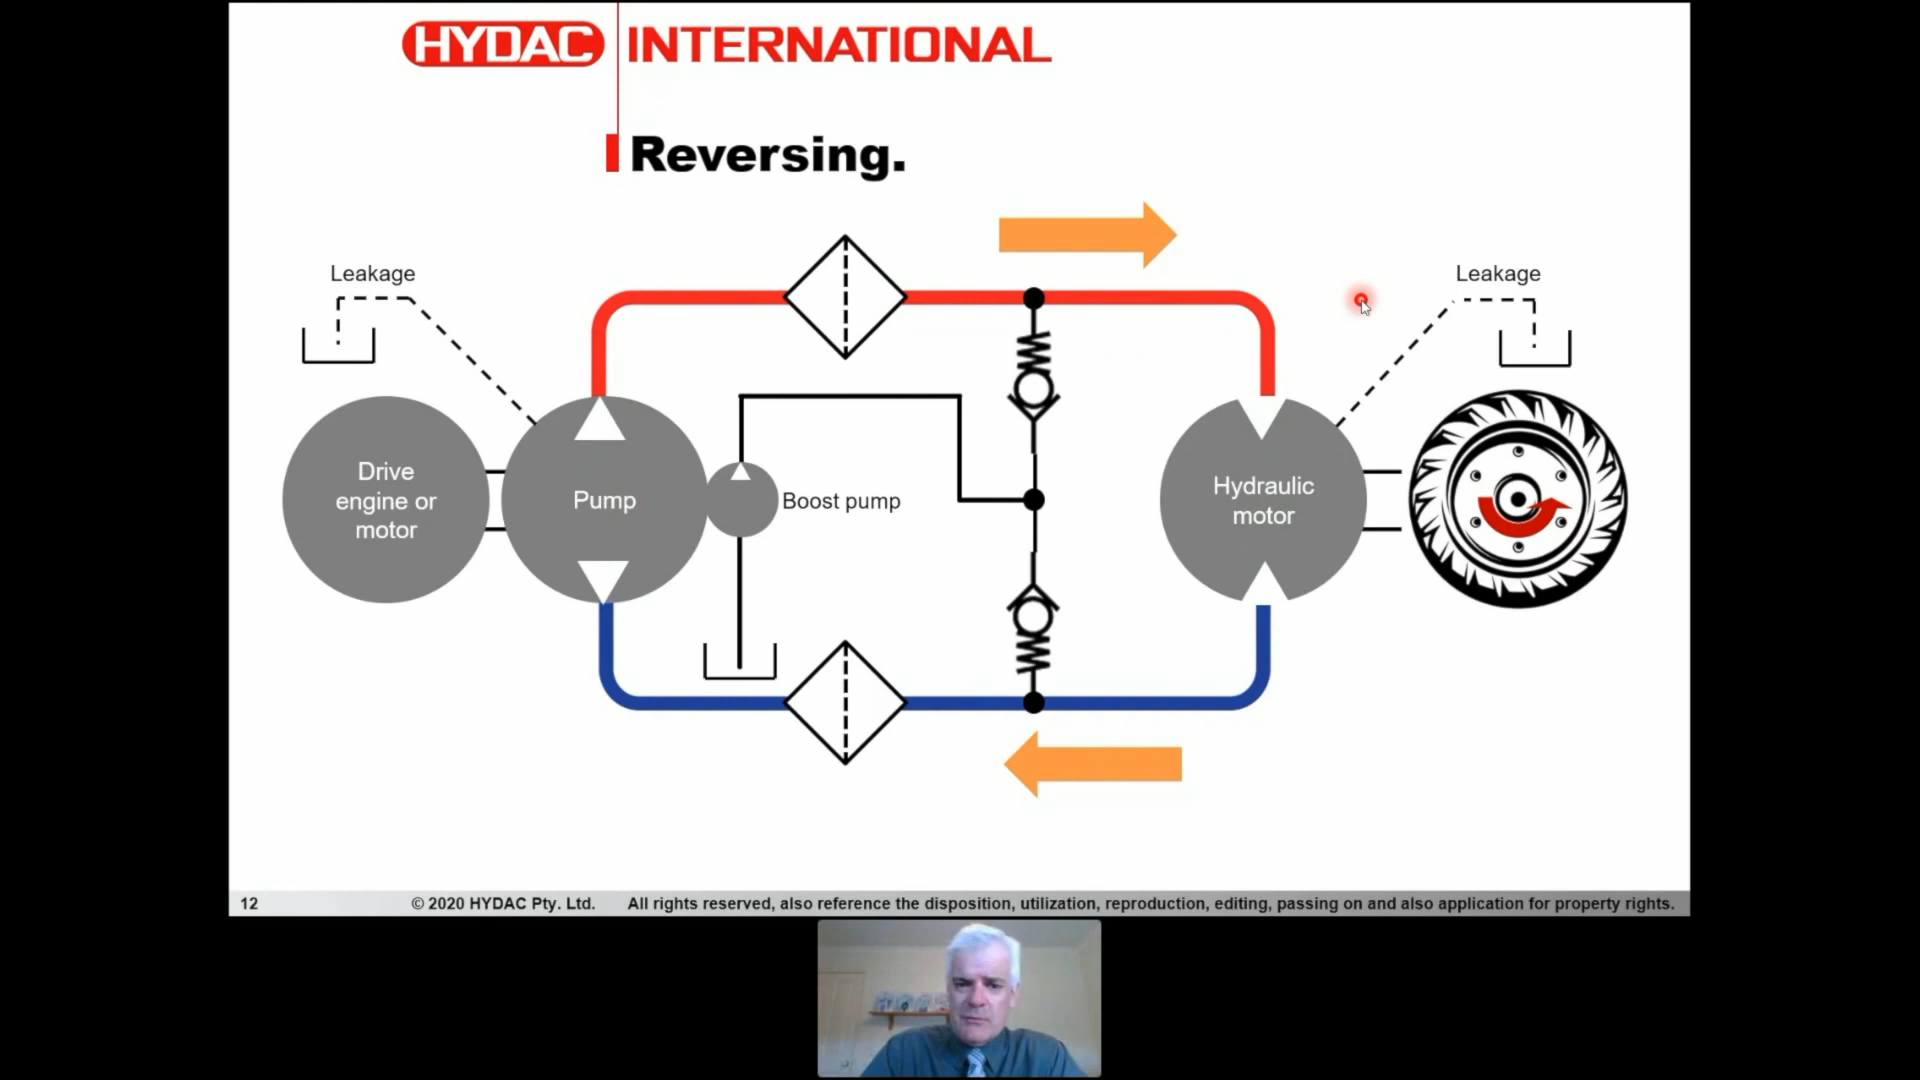 HYDAC INTERNATIONAL
Reversing.
Leakage
Leakage
Drive
engine or
motor
Pump
Boost pump
Hydraulic
motor
12
© 2020 HYDAC Pty. Ltd.
All rights reserved, also reference the disposition, utilization, reproduction, editing, passing on and also application for property rights.